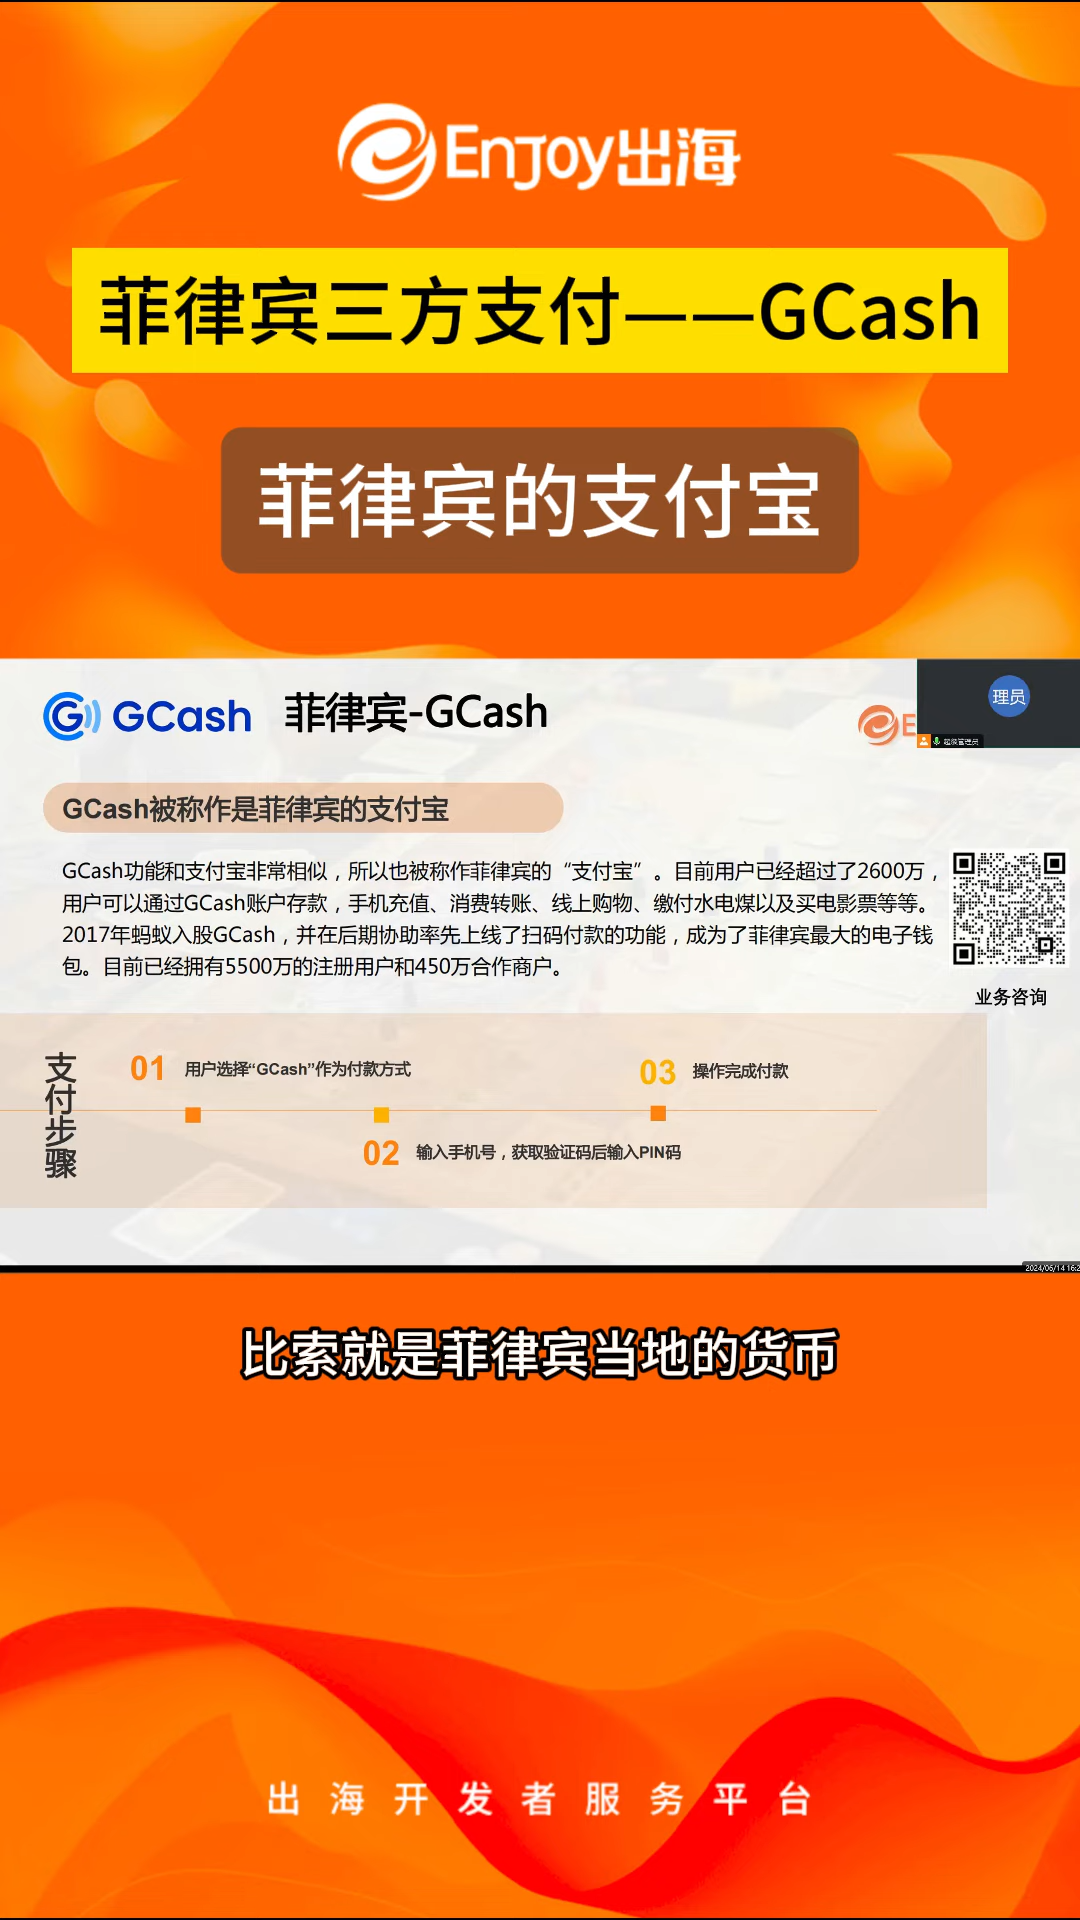 Enjoy出海
菲律宾三方支付——GCash
菲律宾的支付宝
GCash
菲律宾-GCash
E
理员
超级管理员
GCash被称作是菲律宾的支付宝
GCash功能和支付宝非常相似，所以也被称作菲律宾的“支付宝”。目前用户已经超过了2600万，
用户可以通过GCash账户存款，手机充值、消费转账、线上购物、缴付水电煤以及买电影票等等。
2017年蚂蚁入股GCash，并在后期协助率先上线了扫码付款的功能，成为了菲律宾最大的电子钱
包。目前已经拥有5500万的注册用户和450万合作商户。
业务咨询
支付步骤
01 用户选择“GCash”作为付款方式
03 操作完成付款
02 输入手机号，获取验证码后输入PIN码
2024/06/14 16:2
比索就是菲律宾当地的货币
出海开发者服务平台